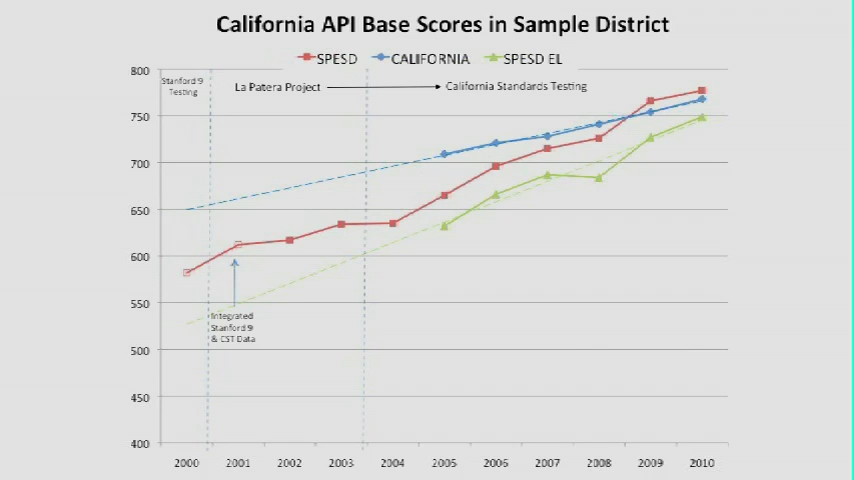 California API Base Scores in Sample District
SPESD CALIFORNIA SPESD EL
800
750
700
650
600
550
500
450
400
Stanford 9
Testing
La Patera Project
California Standards Testing
Integrated
Stanford 9
& CST Data
2000 2001 2002 2003 2004 2005 2006 2007 2008 2009 2010